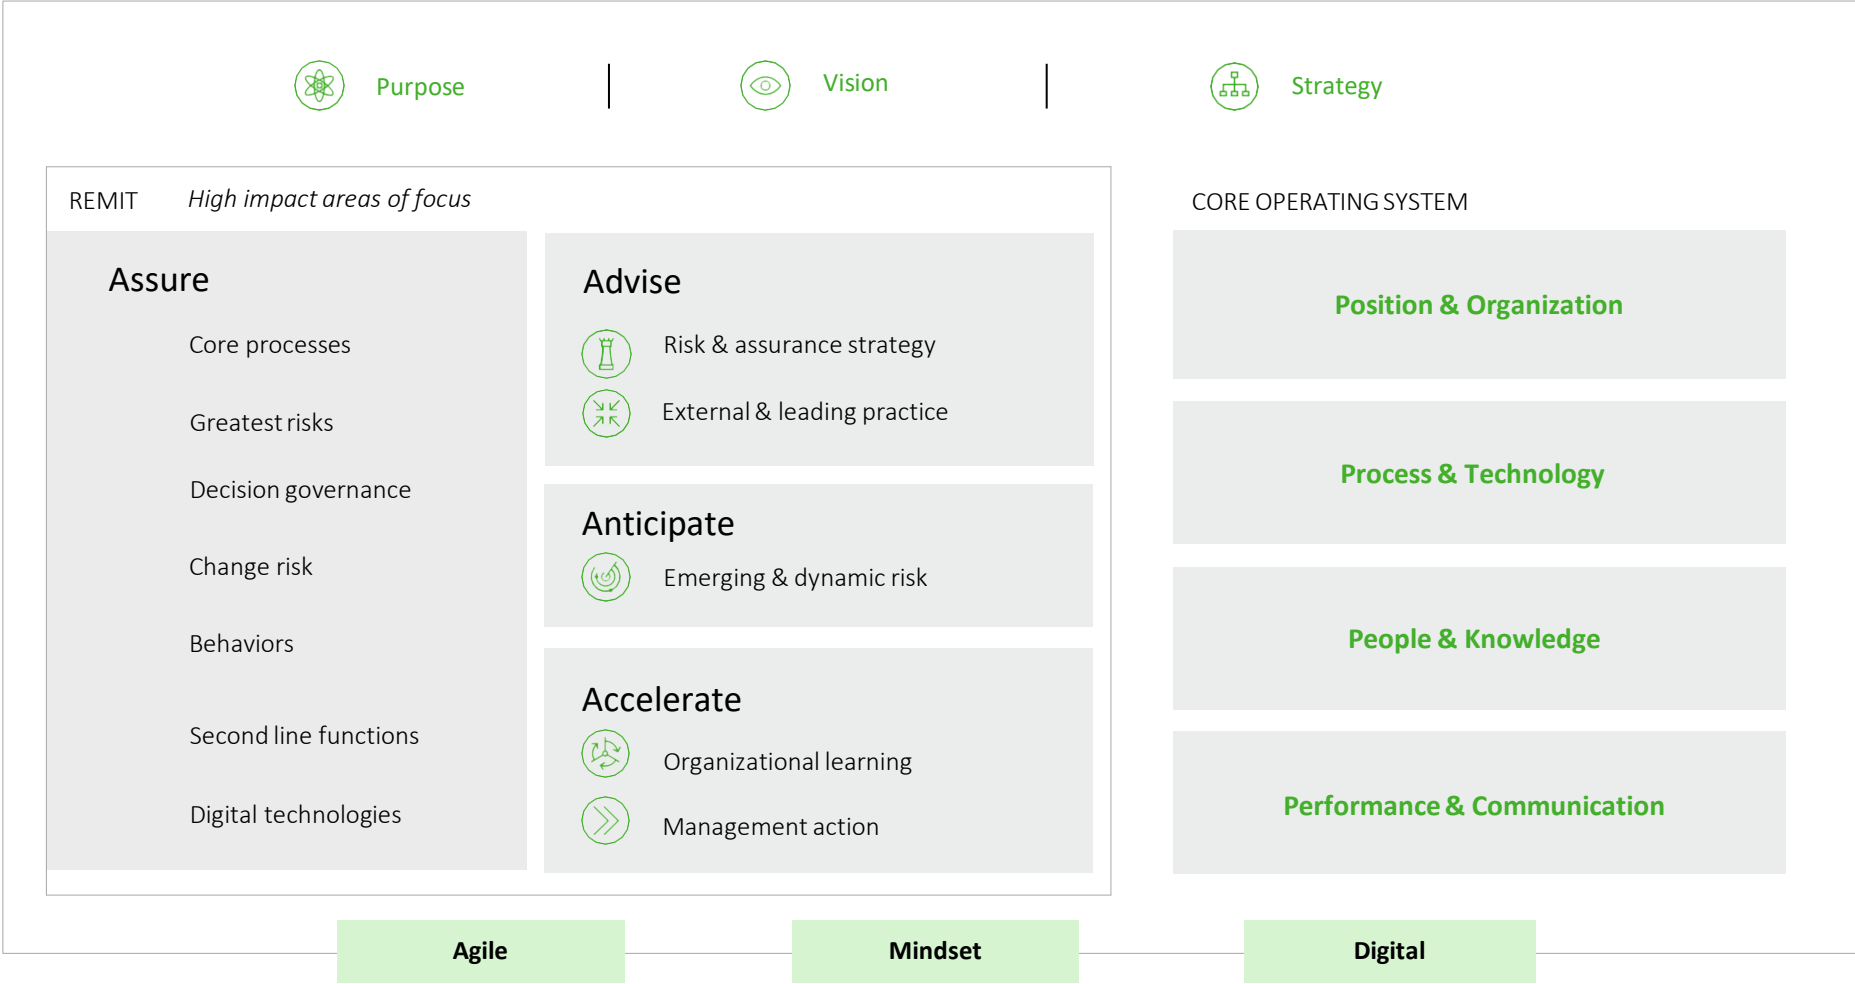 Purpose
Vision
Strategy
REMIT
High impact areas of focus
Assure
Core processes
Greatest risks
Decision governance
Change risk
Behaviors
Second line functions
Digital technologies
Advise
Risk & assurance strategy
External & leading practice
Anticipate
Emerging & dynamic risk
Accelerate
Organizational learning
Management action
CORE OPERATING SYSTEM
Position & Organization
Process & Technology
People & Knowledge
Performance & Communication
Agile
Mindset
Digital